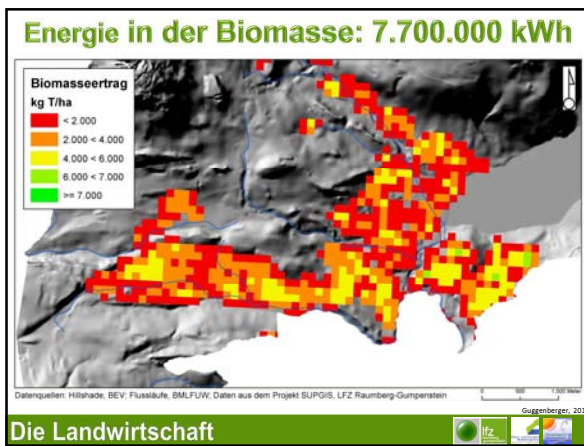 Energie in der Biomasse: 7.700.000 kWh
Biomasseertrag
kg T/ha
< 2.000
2.000 < 4.000
4.000 < 6.000
6.000 < 7.000
>= 7.000
0 500 1.000 Meter
Datenquellen: Hillshade, BEV; Flussläufe, BMLFUW; Daten aus dem Projekt SUPGIS, LFZ Raumberg-Gumpenstein
Guggenberger, 201
Die Landwirtschaft
lfz